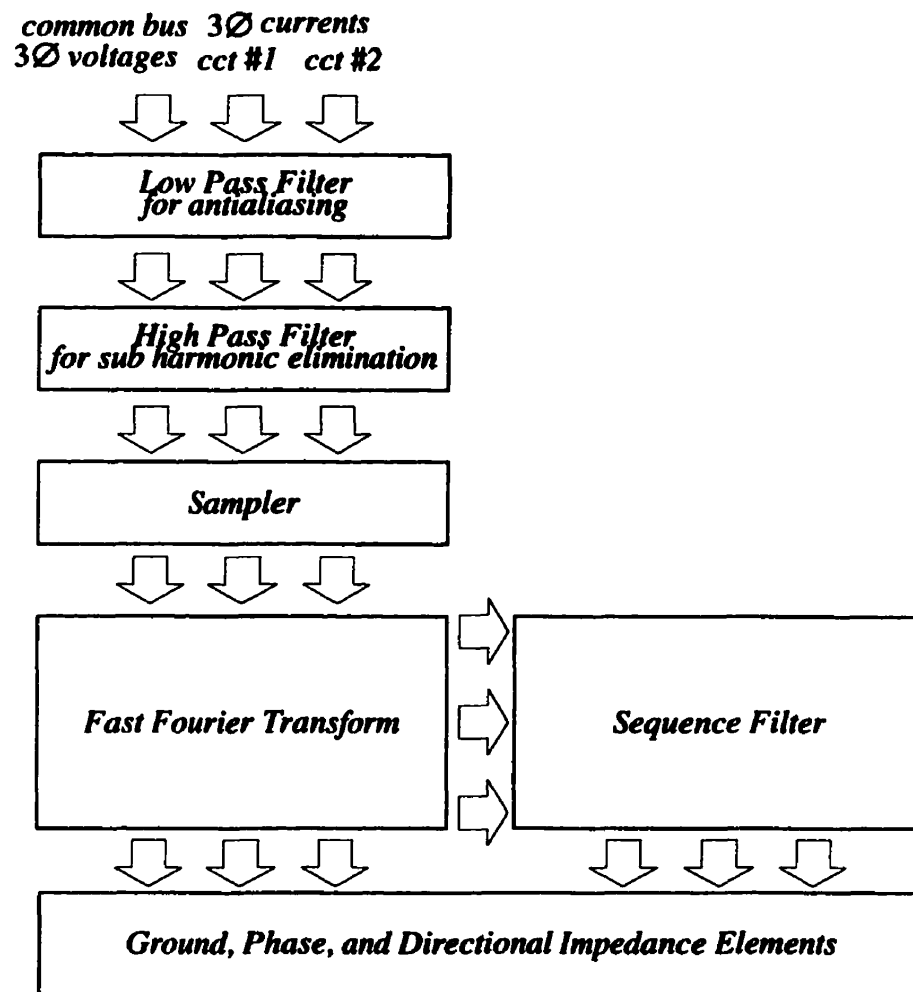 common bus 3Ø currents
3Ø voltages cct #1 cct #2
Low Pass Filter
for antialiasing
High Pass Filter
for sub harmonic elimination
Sampler
Fast Fourier Transform
Sequence Filter
Ground, Phase, and Directional Impedance Elements